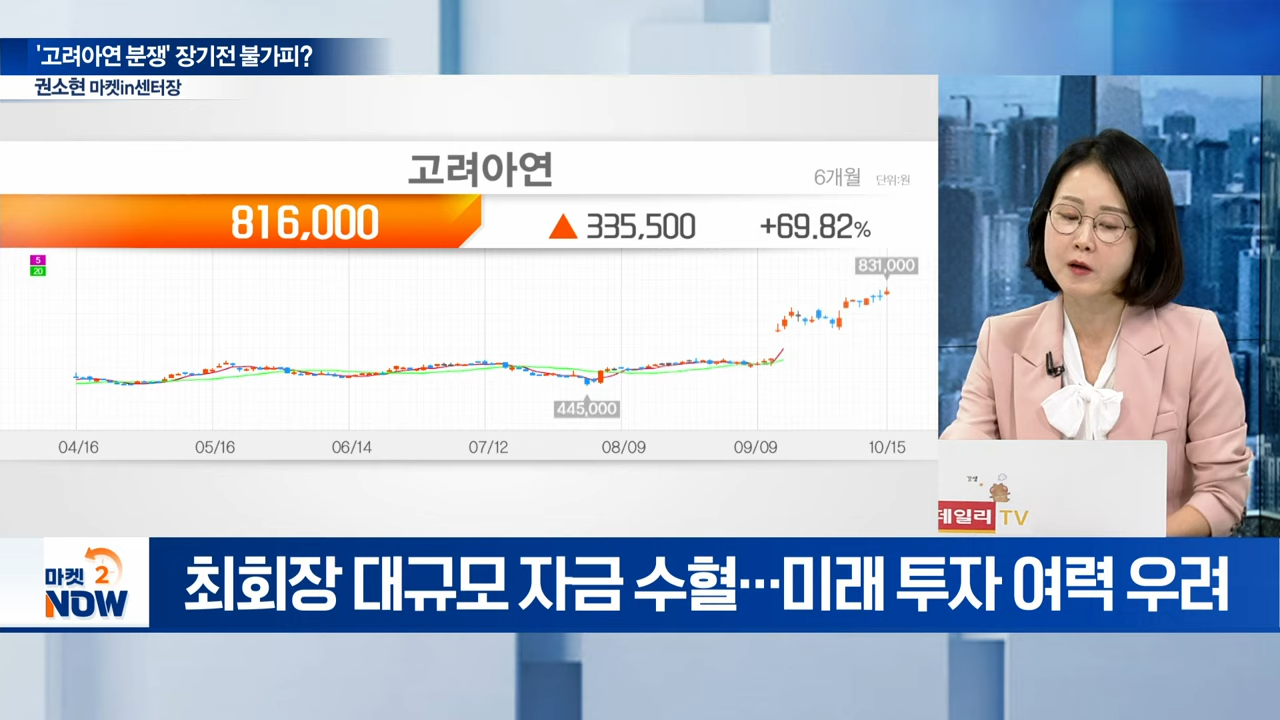 '고려아연 분쟁' 장기전 불가피?
권소현 마켓in센터장
고려아연
6개월 단위:원
816,000 ▲ 335,500 +69.82%
5
20
831,000
445,000
04/16 05/16 06/14 07/12 08/09 09/09 10/15
데일리 TV
마켓 2
NOW
최회장 대규모 자금 수혈…미래 투자 여력 우려